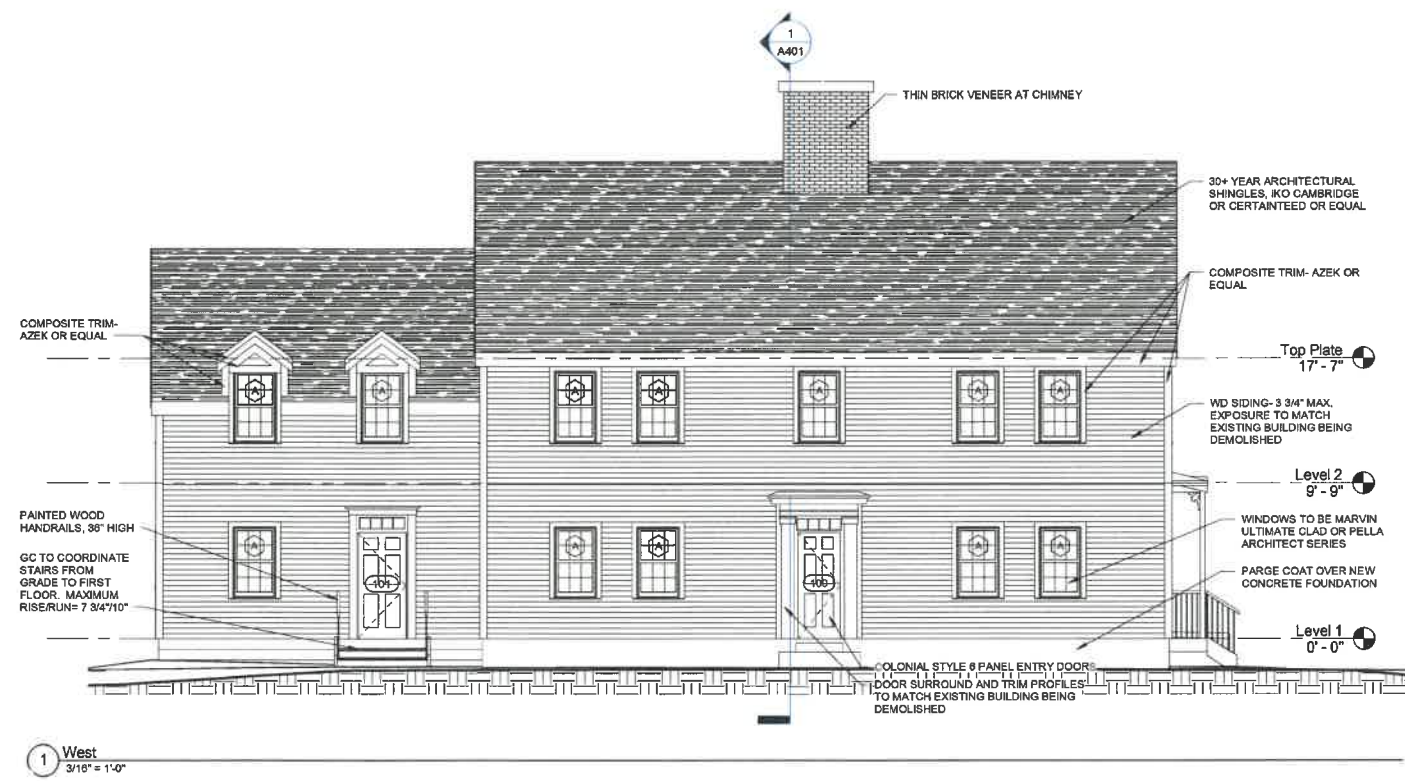 1
A401
THIN BRICK VENEER AT CHIMNEY
30+ YEAR ARCHITECTURAL
SHINGLES, IKO CAMBRIDGE
OR CERTAINTEED OR EQUAL
COMPOSITE TRIM- AZEK OR
EQUAL
COMPOSITE TRIM-
AZEK OR EQUAL
Top Plate
17' - 7"
A
A
A
A
A
A
A
WD SIDING- 3 3/4" MAX.
EXPOSURE TO MATCH
EXISTING BUILDING BEING
DEMOLISHED
Level 2
9' - 9"
PAINTED WOOD
HANDRAILS, 36" HIGH
WINDOWS TO BE MARVIN
ULTIMATE CLAD OR PELLA
ARCHITECT SERIES
A
A
A
A
A
GC TO COORDINATE
STAIRS FROM
GRADE TO FIRST
FLOOR. MAXIMUM
RISE/RUN= 7 3/4"/10"
101
100
PARGE COAT OVER NEW
CONCRETE FOUNDATION
Level 1
0' - 0"
COLONIAL STYLE 6 PANEL ENTRY DOORS
DOOR SURROUND AND TRIM PROFILES
TO MATCH EXISTING BUILDING BEING
DEMOLISHED
1
West
3/16" = 1'-0"